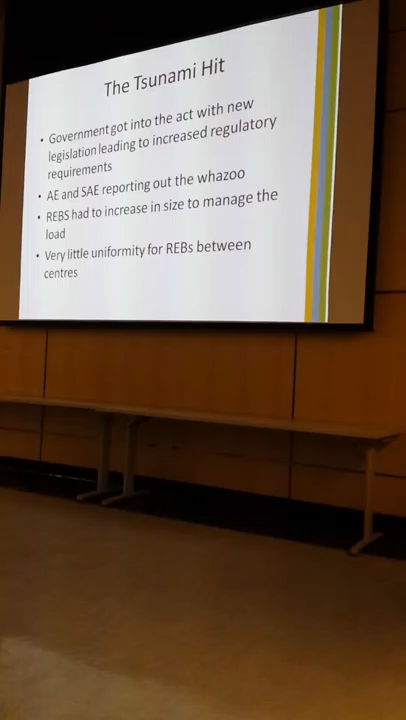 The Tsunami Hit
• Government got into the act with new
legislation leading to increased regulatory
requirements
• AE and SAE reporting out the whazoo
• REBS had to increase in size to manage the
load
• Very little uniformity for REBs between
centres